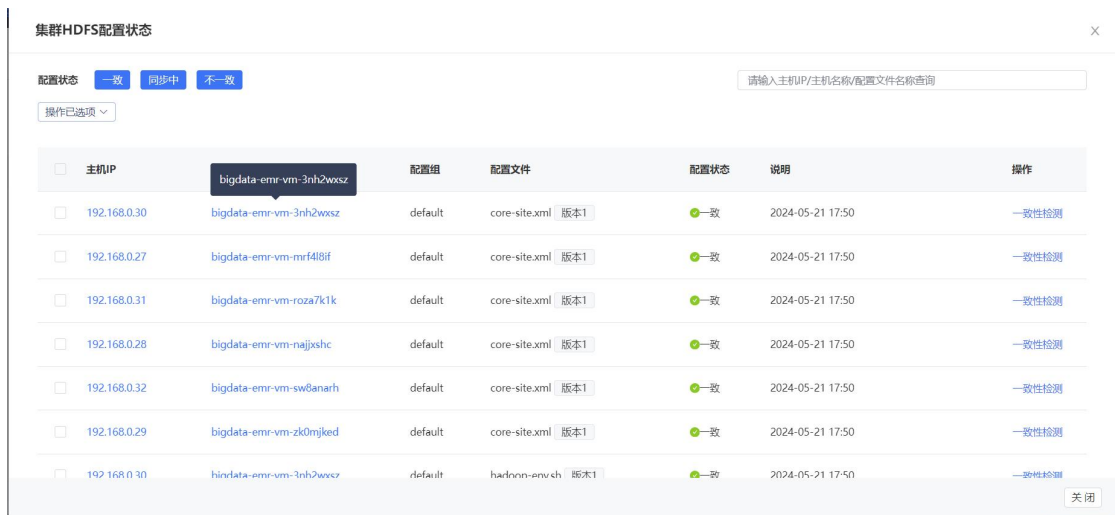 集群HDFS配置状态
配置状态 一致 同步中 不一致 请输入主机IP/主机名称/配置文件名称查询
操作已选项
主机IP 配置组 配置文件 配置状态 说明 操作
bigdata-emr-vm-3nh2wxsz
192.168.0.30 bigdata-emr-vm-3nh2wxsz default core-site.xml 版本1 一致 2024-05-21 17:50 一致性检测
192.168.0.27 bigdata-emr-vm-mrf4l8if default core-site.xml 版本1 一致 2024-05-21 17:50 一致性检测
192.168.0.31 bigdata-emr-vm-roza7k1k default core-site.xml 版本1 一致 2024-05-21 17:50 一致性检测
192.168.0.28 bigdata-emr-vm-najjxshc default core-site.xml 版本1 一致 2024-05-21 17:50 一致性检测
192.168.0.32 bigdata-emr-vm-sw8anarh default core-site.xml 版本1 一致 2024-05-21 17:50 一致性检测
192.168.0.29 bigdata-emr-vm-zk0mjked default core-site.xml 版本1 一致 2024-05-21 17:50 一致性检测
192.168.0.30 bigdata-emr-vm-3nh2wxsz default hadoop-env.sh 版本1 一致 2024-05-21 17:50 一致性检测
关闭